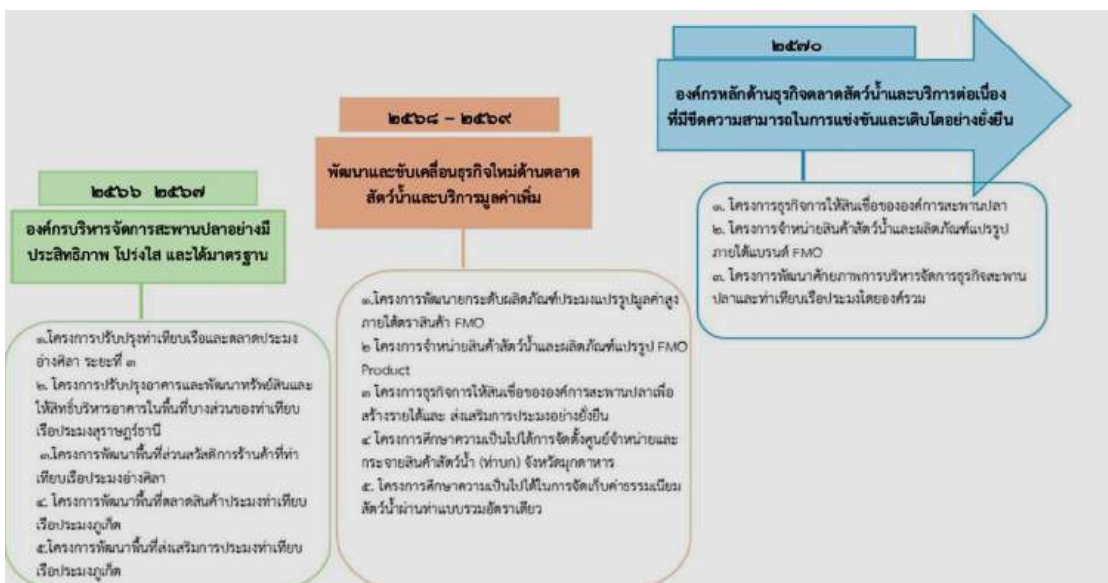 ๒๕๖๖ ๒๕๖๗
องค์กรบริหารจัดการสะพานปลาอย่างมี
ประสิทธิภาพ โปร่งใส และได้มาตรฐาน
๑.โครงการปรับปรุงท่าเทียบเรือและตลาดประมง
อ่างศิลา ระยะที่ ๓
๒. โครงการปรับปรุงอาคารและพัฒนาทรัพย์สินและ
ให้สิทธิ์บริหารอาคารในพื้นที่บางส่วนของท่าเทียบ
เรือประมงสุราษฎร์ธานี
๓.โครงการพัฒนาพื้นที่ส่วนสวัสดิการร้านค้าที่ท่า
เทียบเรือประมงอ่างศิลา
๔. โครงการพัฒนาพื้นที่ตลาดสินค้าประมงท่าเทียบ
เรือประมงภูเก็ต
๕.โครงการพัฒนาพื้นที่ส่งเสริมการประมงท่าเทียบ
เรือประมงภูเก็ต
๒๕๖๘ – ๒๕๖๙
พัฒนาและขับเคลื่อนธุรกิจใหม่ด้านตลาด
สัตว์น้ำและบริการมูลค่าเพิ่ม
๑.โครงการพัฒนายกระดับผลิตภัณฑ์ประมงแปรรูปมูลค่าสูง
ภายใต้ตราสินค้า FMO
๒ โครงการจำหน่ายสินค้าสัตว์น้ำและผลิตภัณฑ์แปรรูป FMO
Product
๓ โครงการธุรกิจการให้สินเชื่อขององค์การสะพานปลาเพื่อ
สร้างรายได้และ ส่งเสริมการประมงอย่างยั่งยืน
๔ โครงการศึกษาความเป็นไปได้การจัดตั้งศูนย์จำหน่ายและ
กระจายสินค้าสัตว์น้ำ (ท่าบก) จังหวัดมุกดาหาร
๕. โครงการศึกษาความเป็นไปได้ในการจัดเก็บค่าธรรมเนียม
สัตว์น้ำผ่านท่าแบบรวมอัตราเดียว
๒๕๗๐
องค์กรหลักด้านธุรกิจตลาดสัตว์น้ำและบริการต่อเนื่อง
ที่มีขีดความสามารถในการแข่งขันและเติบโตอย่างยั่งยืน
๑. โครงการธุรกิจการให้สินเชื่อขององค์การสะพานปลา
๒. โครงการจำหน่ายสินค้าสัตว์น้ำและผลิตภัณฑ์แปรรูป
ภายใต้แบรนด์ FMO
๓. โครงการพัฒนาศักยภาพการบริหารจัดการธุรกิจสะพาน
ปลาและท่าเทียบเรือประมงโดยองค์รวม